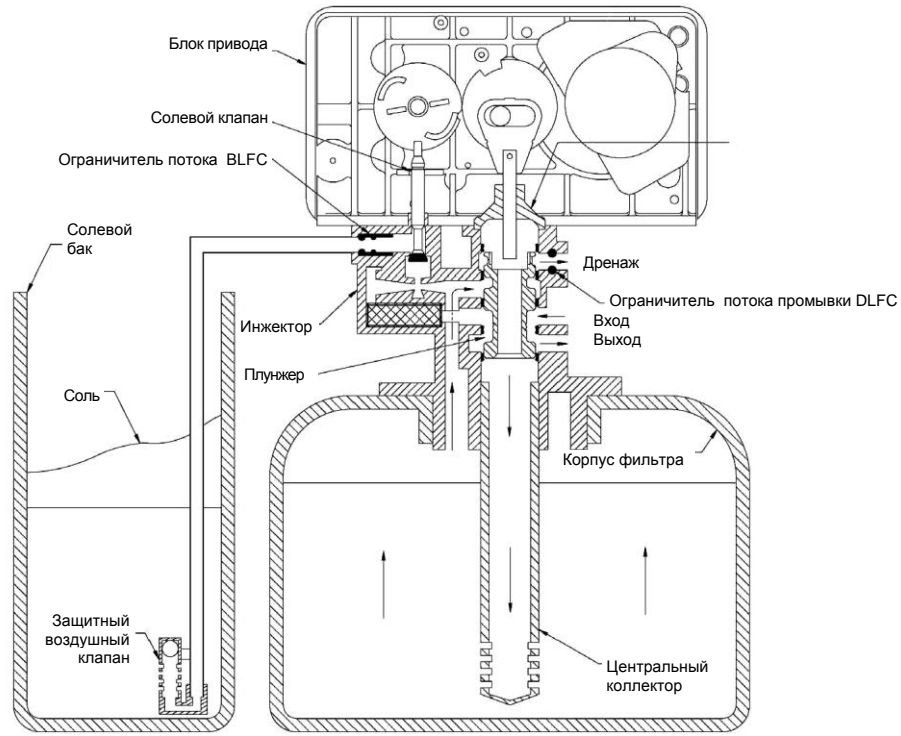 Блок привода
Солевой клапан
Ограничитель потока BLFC
Солевой
бак
Дренаж
Ограничитель потока промывки DLFC
Инжектор
Вход
Выход
Плунжер
Соль
Корпус фильтра
Защитный
воздушный
клапан
Центральный
коллектор